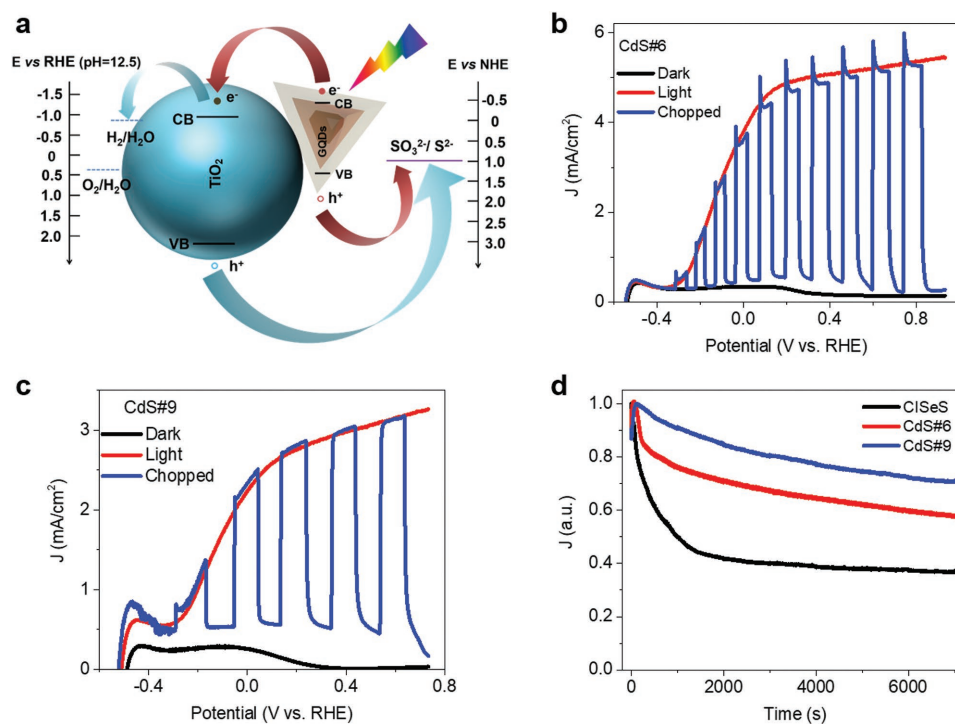 a
E vs RHE (pH=12.5)
-1.5
-1.0
-0.5
0
0.5
1.0
1.5
2.0
H₂/H₂O
O₂/H₂O
e⁻
CB
TiO₂
VB
h⁺
e⁻
CB
GQDs
VB
h⁺
SO₃²⁻/ S²⁻
E vs NHE
-0.5
0
0.5
1.0
1.5
2.0
2.5
3.0
b
CdS#6
Dark
Light
Chopped
J (mA/cm²)
6
4
2
0
-0.4 0.0 0.4 0.8
Potential (V vs. RHE)
c
CdS#9
Dark
Light
Chopped
J (mA/cm²)
3
2
1
0
-0.4 0.0 0.4 0.8
Potential (V vs. RHE)
d
CISeS
CdS#6
CdS#9
J (a.u.)
1.0
0.8
0.6
0.4
0.2
0.0
0 2000 4000 6000
Time (s)